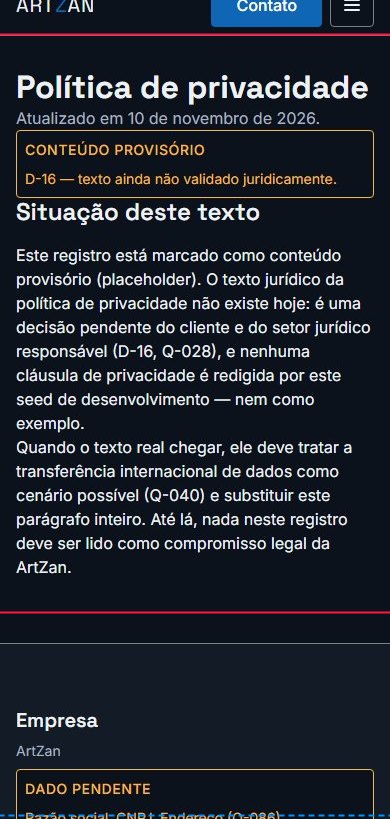 ARTZAN
Contato
Política de privacidade
Atualizado em 10 de novembro de 2026.
CONTEÚDO PROVISÓRIO
D-16 — texto ainda não validado juridicamente.
Situação deste texto
Este registro está marcado como conteúdo
provisório (placeholder). O texto jurídico da
política de privacidade não existe hoje: é uma
decisão pendente do cliente e do setor jurídico
responsável (D-16, Q-028), e nenhuma
cláusula de privacidade é redigida por este
seed de desenvolvimento — nem como
exemplo.
Quando o texto real chegar, ele deve tratar a
transferência internacional de dados como
cenário possível (Q-040) e substituir este
parágrafo inteiro. Até lá, nada neste registro
deve ser lido como compromisso legal da
ArtZan.
Empresa
ArtZan
DADO PENDENTE
Razão social, CNPJ, Endereço (Q-086)